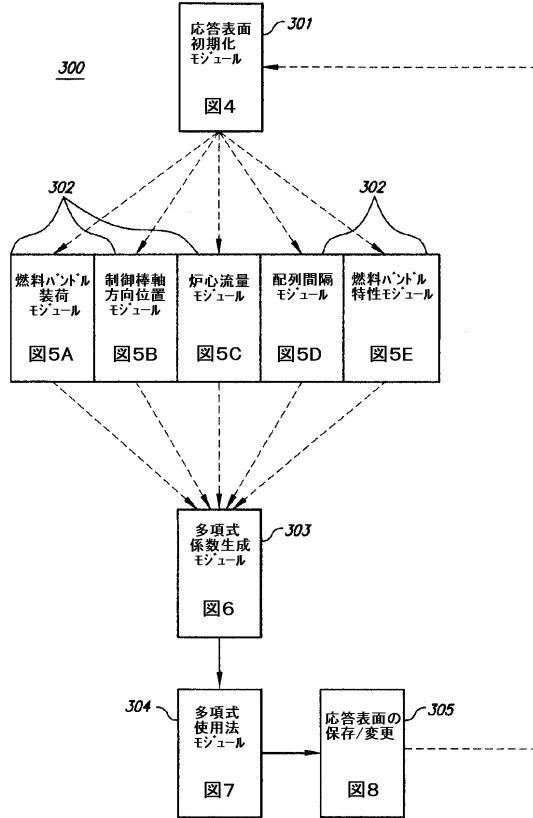 応答表面
初期化
モジュール
図4
301
300
302
302
燃料バンドル
装荷
モジュール
図5A
制御棒軸
方向位置
モジュール
図5B
炉心流量
モジュール
図5C
配列間隔
モジュール
図5D
燃料バンドル
特性モジュール
図5E
多項式
係数生成
モジュール
図6
303
304
多項式
使用法
モジュール
図7
応答表面の
保存/変更
図8
305